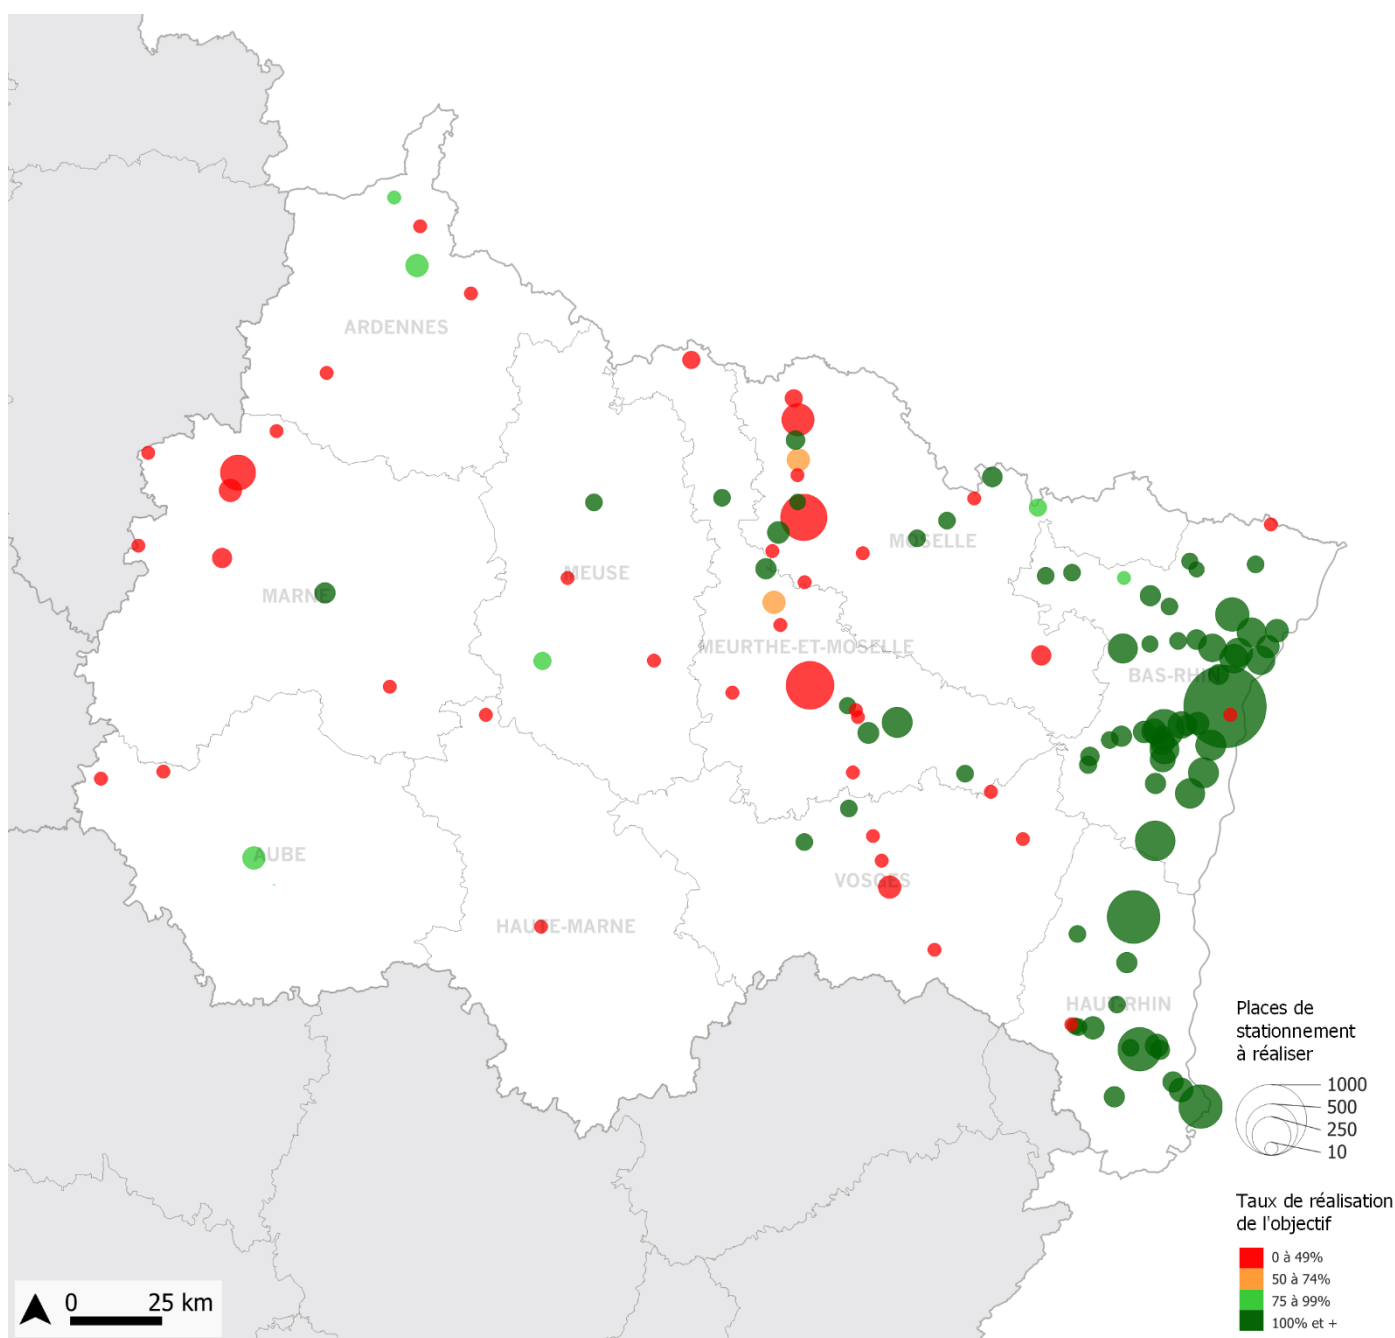 ARDENNES
MOSELLE
MEUSE
MARNE
MEURTHE-ET-MOSELLE
BAS-RHIN
AUBE
VOSGES
HAUTE-MARNE
HAUT-RHIN
Places de
stationnement
à réaliser
1000
500
250
10
Taux de réalisation
de l'objectif
0 à 49%
50 à 74%
75 à 99%
100% et +
0 25 km